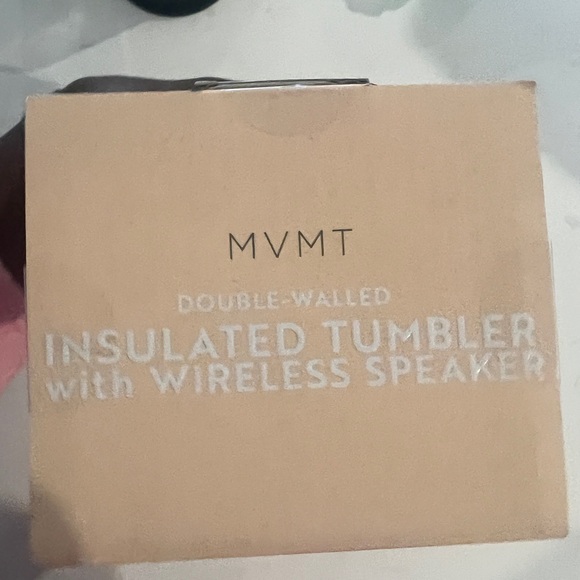 MVMT
DOUBLE-WALLED
INSULATED TUMBLER
with WIRELESS SPEAKER